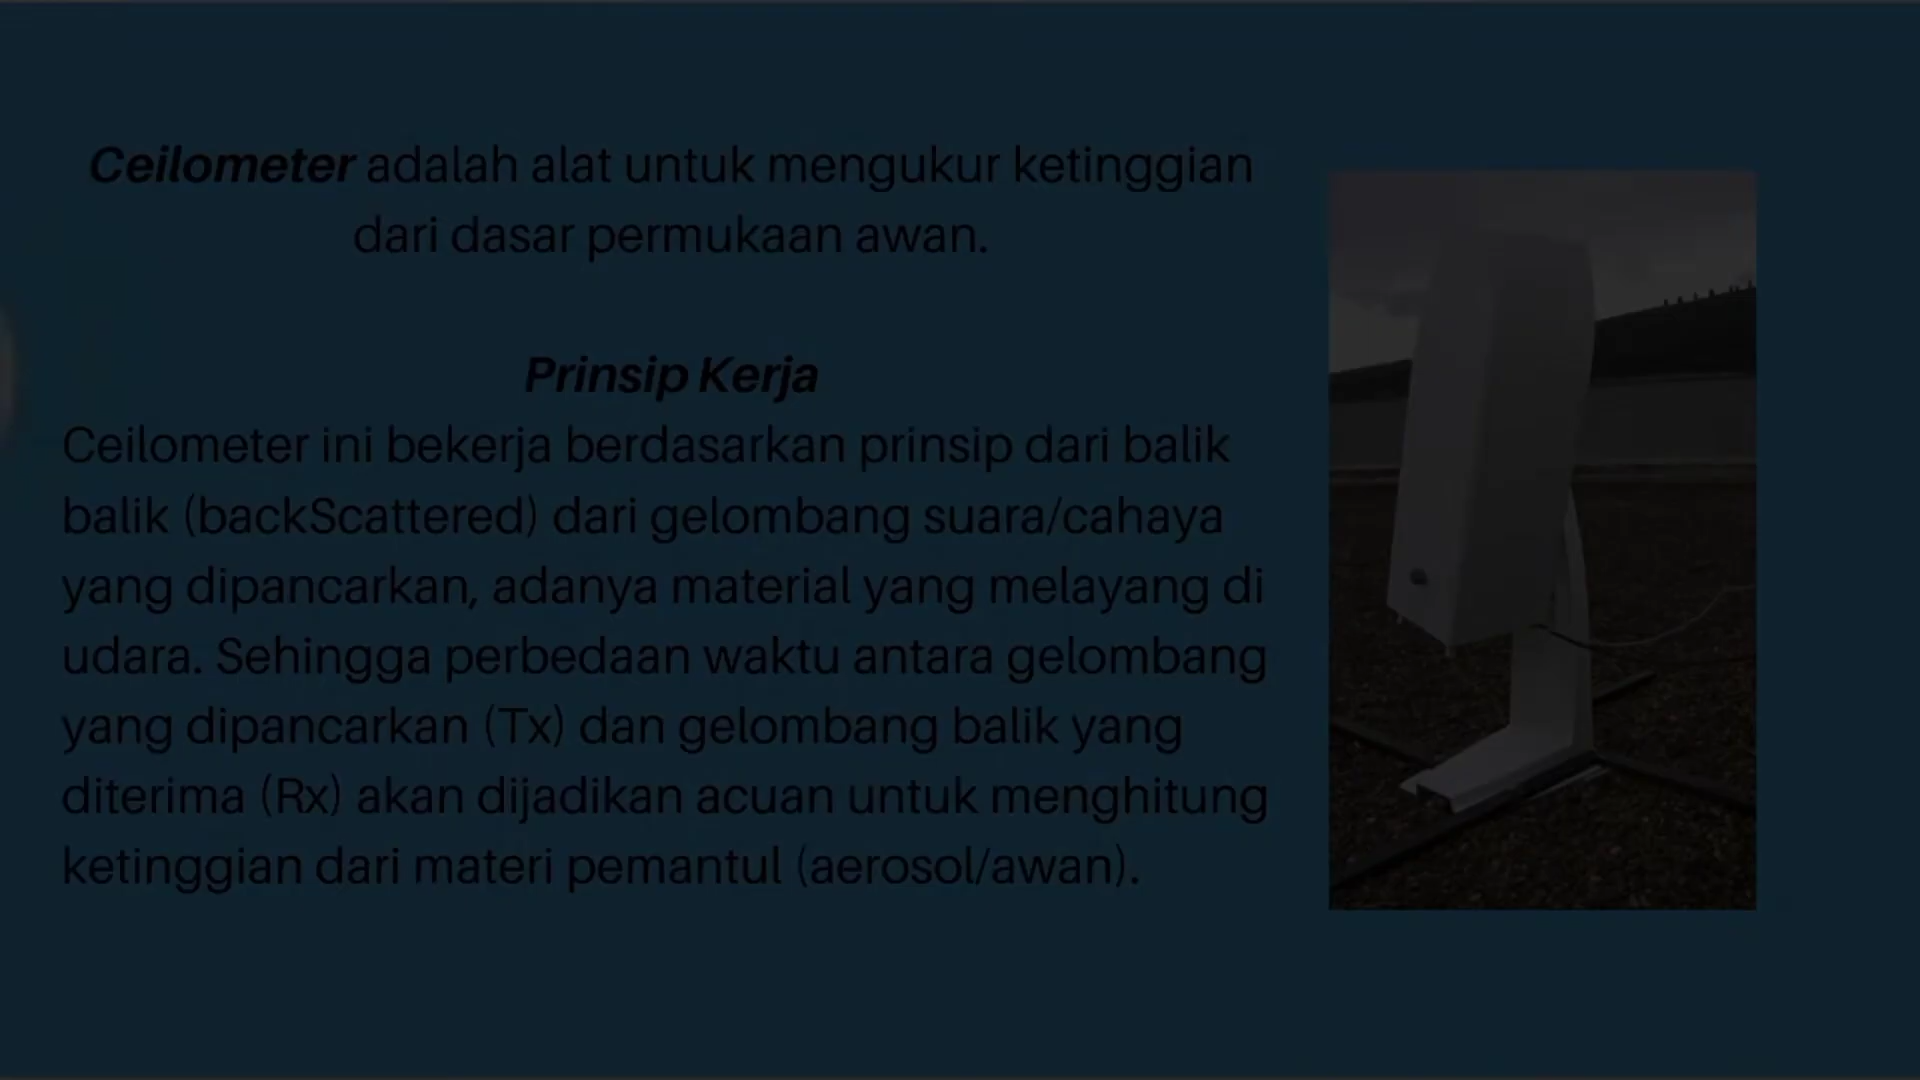 Ceilometer adalah alat untuk mengukur ketinggian
dari dasar permukaan awan.
Prinsip Kerja
Ceilometer ini bekerja berdasarkan prinsip dari balik
balik (backScattered) dari gelombang suara/cahaya
yang dipancarkan, adanya material yang melayang di
udara. Sehingga perbedaan waktu antara gelombang
yang dipancarkan (Tx) dan gelombang balik yang
diterima (Rx) akan dijadikan acuan untuk menghitung
ketinggian dari materi pemantul (aerosol/awan).